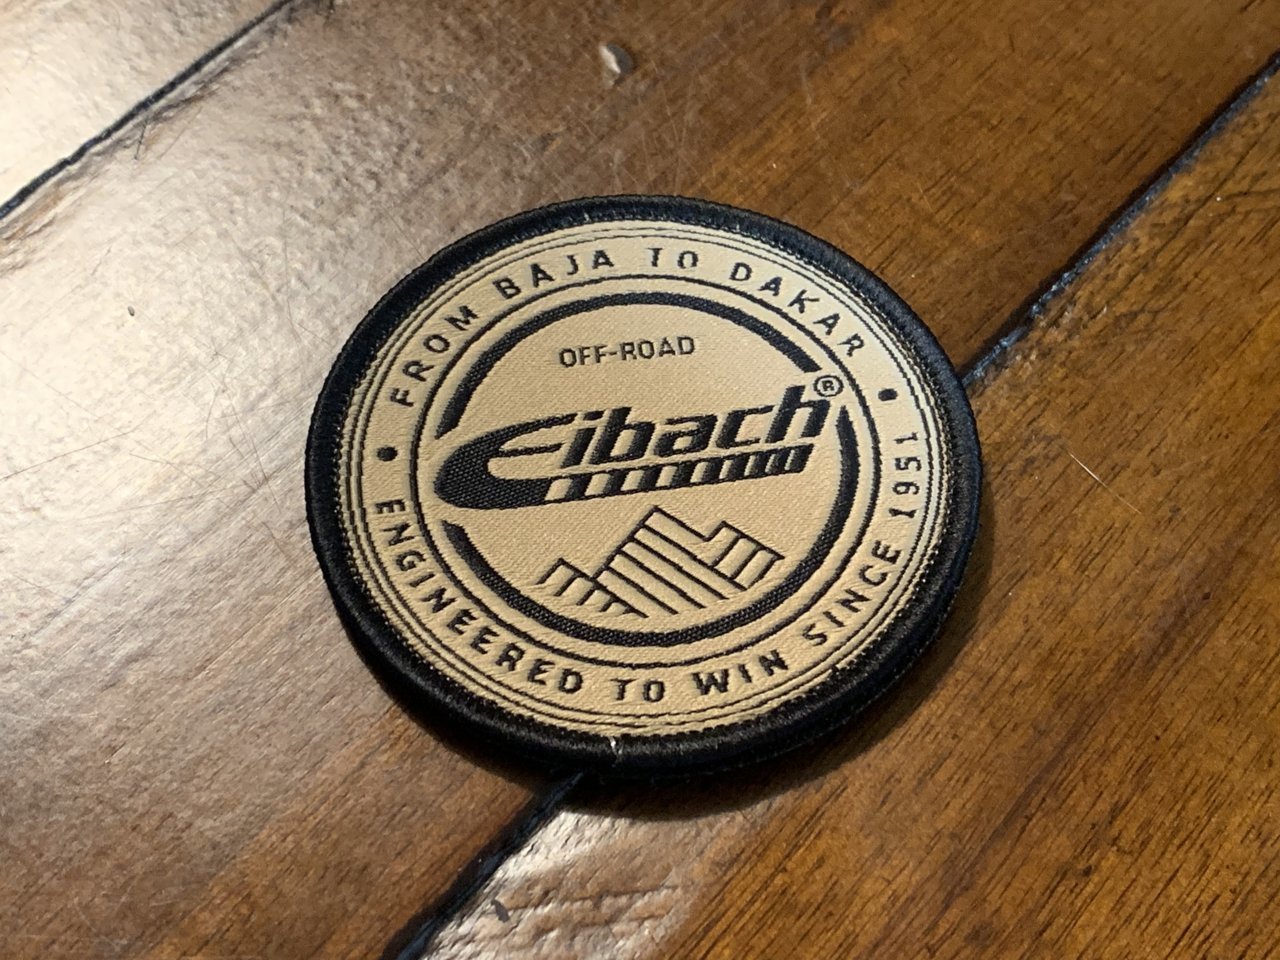 FROM BAJA TO DAKAR
OFF-ROAD
Eibach®
• ENGINEERED TO WIN SINCE 1951 •